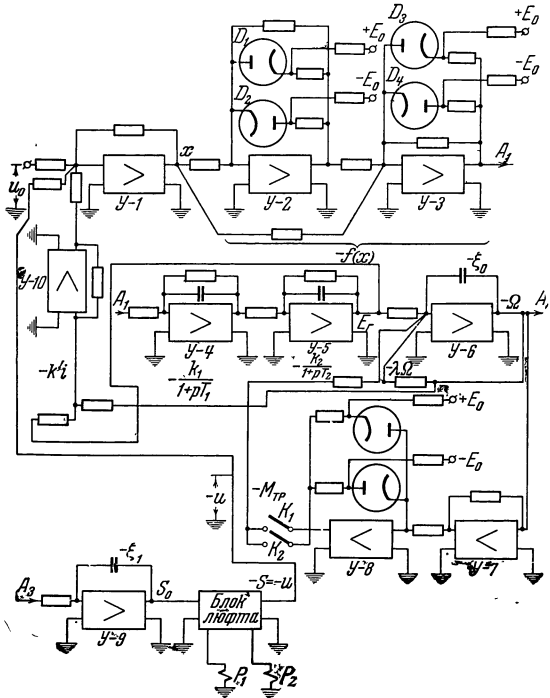 D₃ +E₀
D₁ +E₀
D₂ -E₀ D₄ -E₀
x A₁
u₀
У-1 У-2 У-3
-f(x)
У-10 A₁ -ξ₀ -Ω
Eг
У-4 У-5 У-6
-k'i -k₁/(1+pT₁) -k₂/(1+pT₂) -λΩ
+E₀
-E₀
-u -Mтр
K₁
K₂
У-8 У-7
-ξ₁
A₃ S₀ -S=-u
Блок
люфта
У-9
P₁ P₂